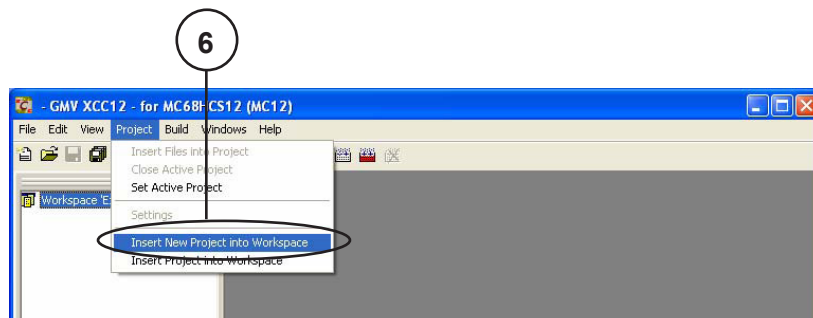 6
- GMV XCC12 - for MC68HCS12 (MC12)
File Edit View Project Build Windows Help
Insert Files into Project
Close Active Project
Set Active Project
Workspace 'E
Settings
Insert New Project into Workspace
Insert Project into Workspace